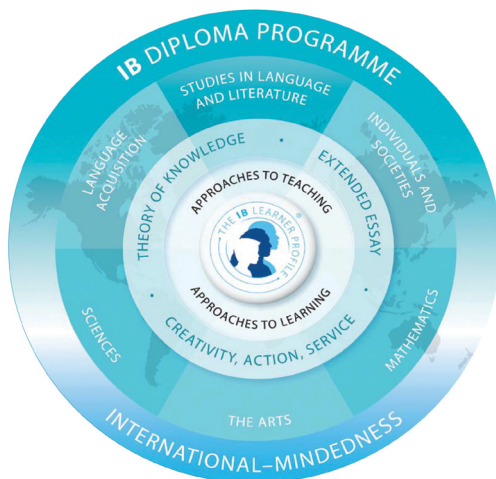 IB DIPLOMA PROGRAMME
STUDIES IN LANGUAGE
AND LITERATURE
LANGUAGE
ACQUISITION
INDIVIDUALS AND
SOCIETIES
THEORY OF KNOWLEDGE
EXTENDED ESSAY
APPROACHES TO TEACHING
THE IB LEARNER PROFILE
®
APPROACHES TO LEARNING
CREATIVITY, ACTION, SERVICE
SCIENCES
MATHEMATICS
THE ARTS
INTERNATIONAL–MINDEDNESS